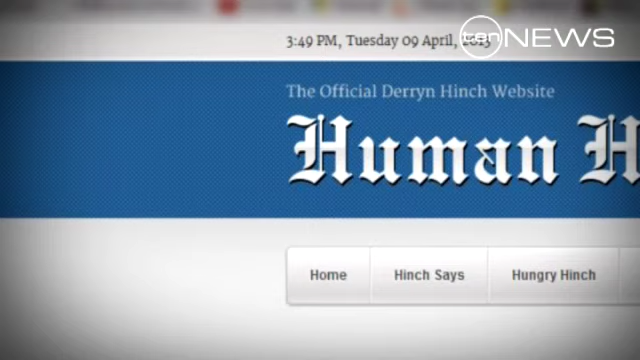 3:49 PM, Tuesday 09 April, 2013
ten NEWS
The Official Derryn Hinch Website
Human H
Home Hinch Says Hungry Hinch